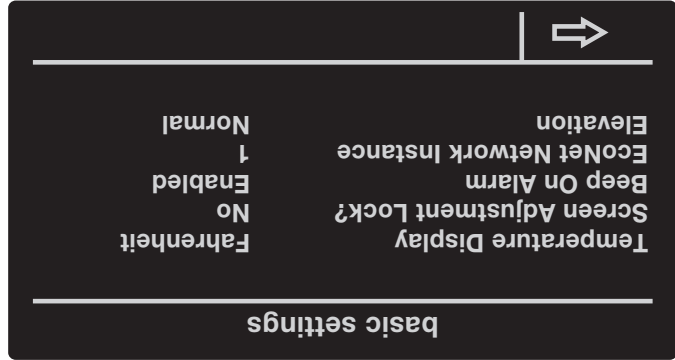 basic settings
Temperature Display Fahrenheit
Screen Adjustment Lock? No
Beep On Alarm Enabled
EcoNet Network Instance 1
Elevation Normal